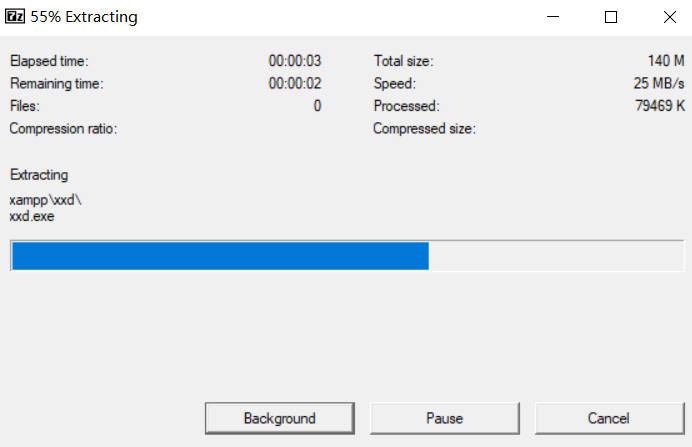 7z 55% Extracting
Elapsed time: 00:00:03 Total size: 140 M
Remaining time: 00:00:02 Speed: 25 MB/s
Files: 0 Processed: 79469 K
Compression ratio: Compressed size:
Extracting
xampp\xxd\
xxd.exe
Background Pause Cancel